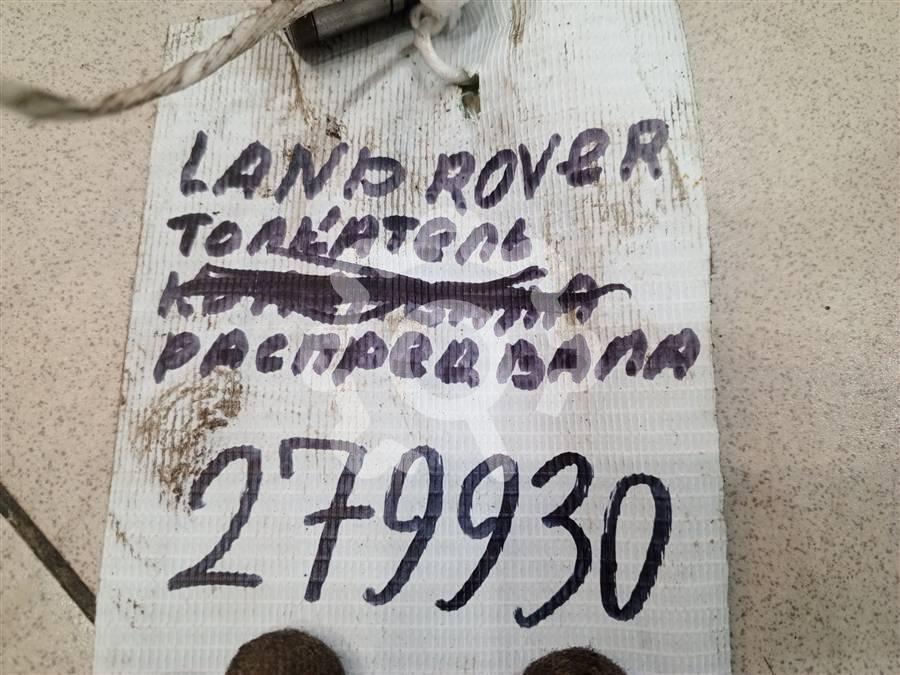 LAND ROVeR
ТОЛКАТеЛЬ
РАСПРеД ВАЛА
279930